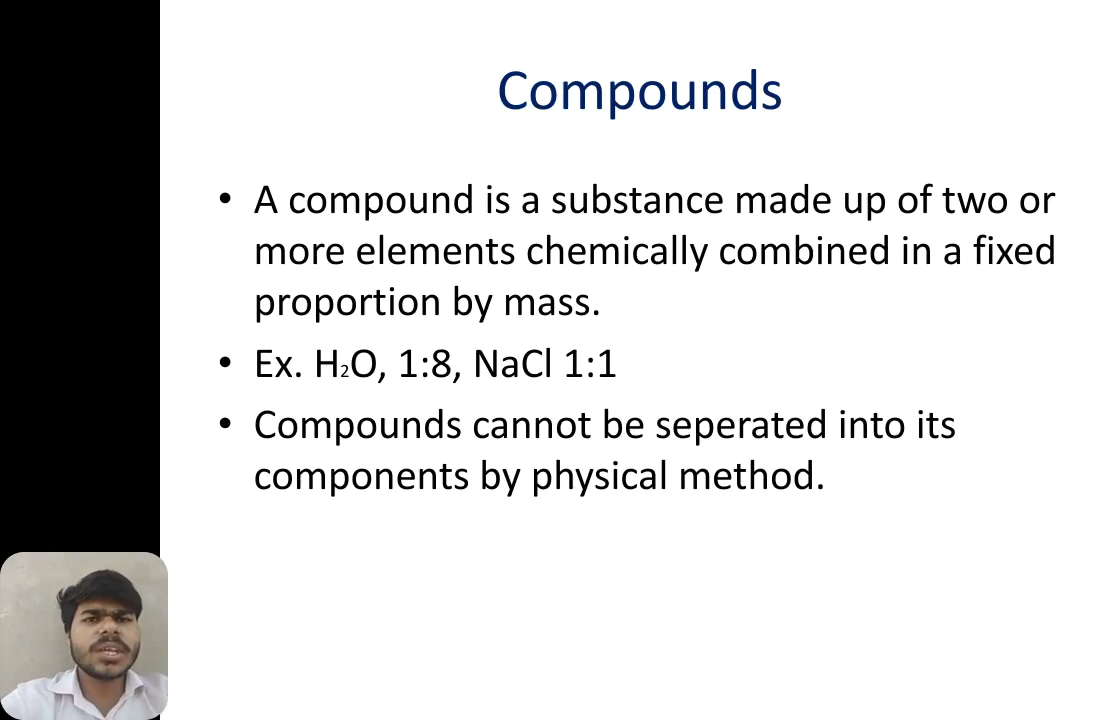 Compounds
• A compound is a substance made up of two or
more elements chemically combined in a fixed
proportion by mass.
• Ex. H₂O, 1:8, NaCl 1:1
• Compounds cannot be seperated into its
components by physical method.